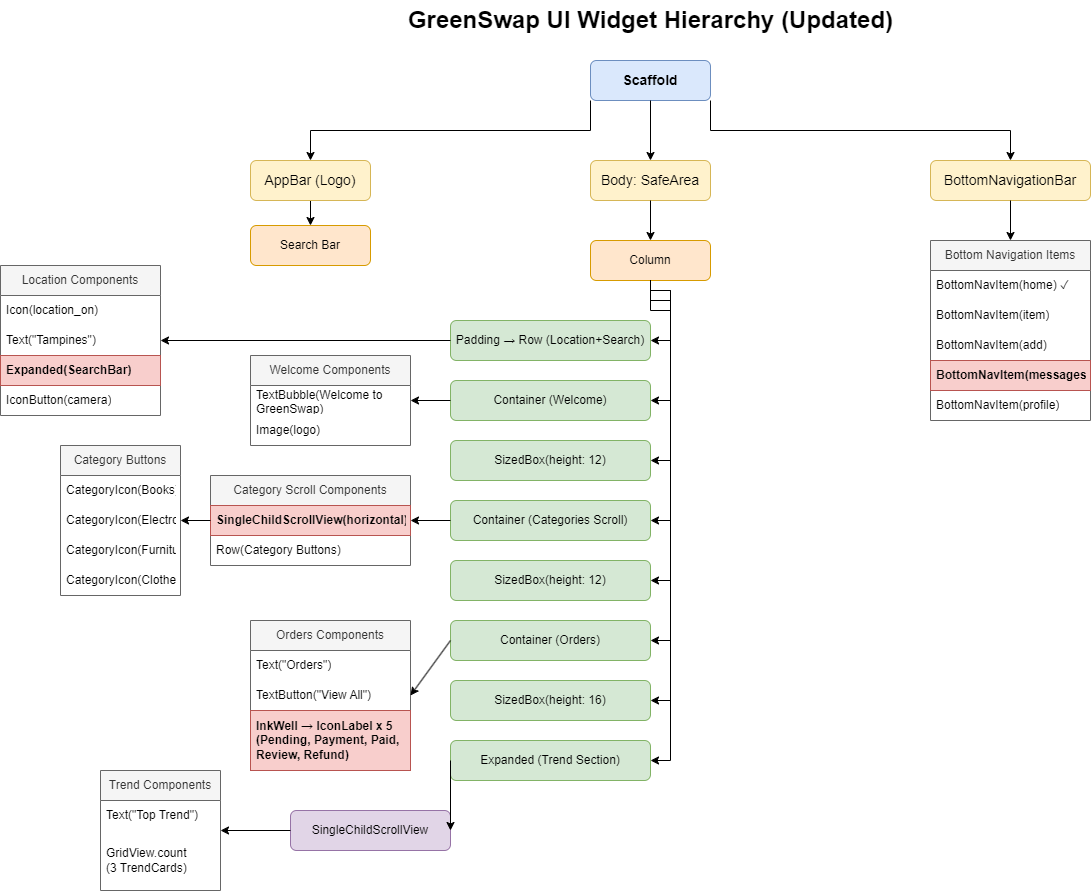 GreenSwap UI Widget Hierarchy (Updated)
Scaffold
AppBar (Logo)
Body: SafeArea
BottomNavigationBar
Search Bar
Column
Bottom Navigation Items
BottomNavItem(home) ✓
BottomNavItem(item)
BottomNavItem(add)
BottomNavItem(messages
BottomNavItem(profile)
Location Components
Icon(location_on)
Text("Tampines")
Expanded(SearchBar)
IconButton(camera)
Padding → Row (Location+Search)
Welcome Components
TextBubble(Welcome to
GreenSwap)
Image(logo)
Container (Welcome)
SizedBox(height: 12)
Category Buttons
CategoryIcon(Books
CategoryIcon(Electro
CategoryIcon(Furnitu
CategoryIcon(Clothe
Category Scroll Components
SingleChildScrollView(horizontal)
Row(Category Buttons)
Container (Categories Scroll)
SizedBox(height: 12)
Orders Components
Text("Orders")
TextButton("View All")
InkWell → IconLabel x 5
(Pending, Payment, Paid,
Review, Refund)
Container (Orders)
SizedBox(height: 16)
Expanded (Trend Section)
Trend Components
Text("Top Trend")
GridView.count
(3 TrendCards)
SingleChildScrollView